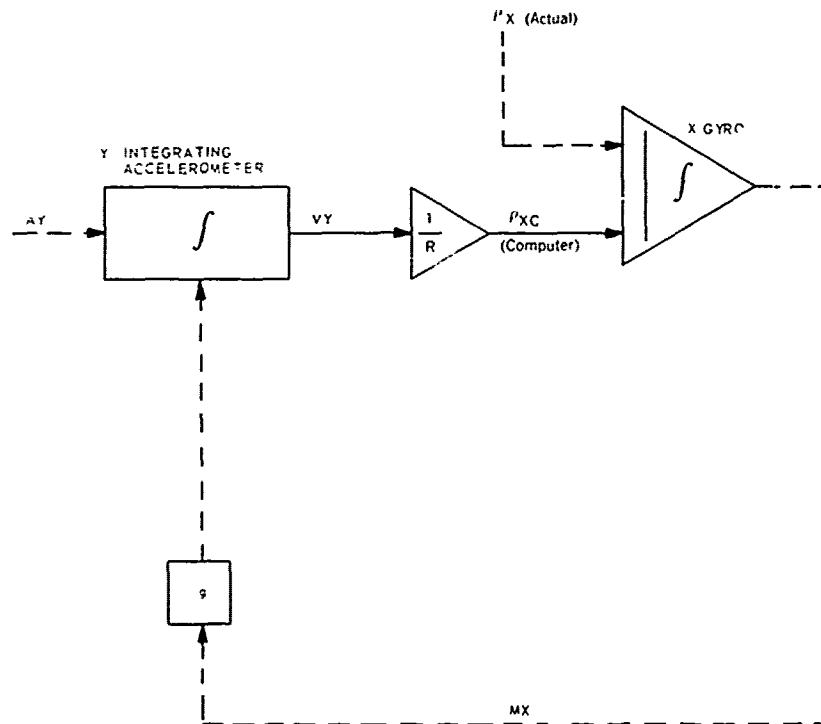 ρX (Actual)
X GYRO
Y INTEGRATING
ACCELEROMETER
∫
∫
AY
VY
1
R
ρXC
(Computer)
g
MX